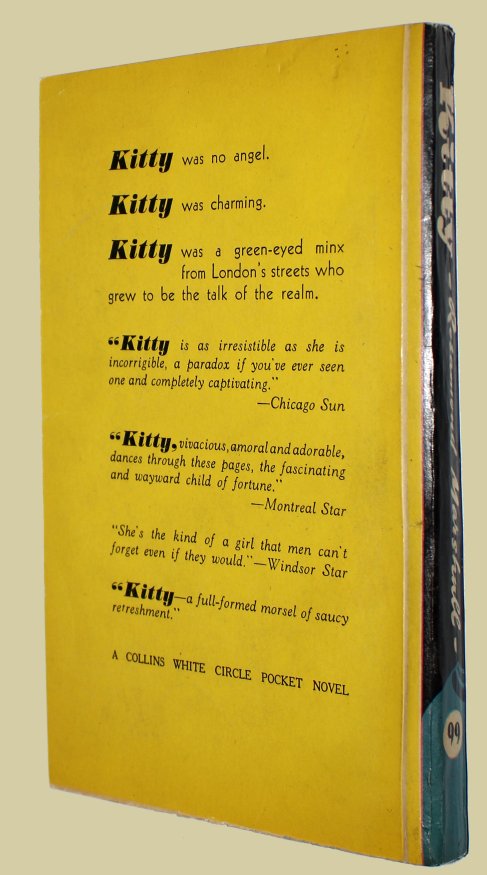 Kitty was no angel.
Kitty was charming.
Kitty was a green-eyed minx
from London's streets who
grew to be the talk of the realm.
“Kitty is as irresistible as she is
incorrigible, a paradox if you've ever seen
one and completely captivating.”
—Chicago Sun
“Kitty, vivacious, amoral and adorable,
dances through these pages, the fascinating
and wayward child of fortune.”
—Montreal Star
“She's the kind of a girl that men can't
forget even if they would.”—Windsor Star
“Kitty—a full-formed morsel of saucy
retreshment.”
A COLLINS WHITE CIRCLE POCKET NOVEL
Kitty - Rosamond Marshall -
99